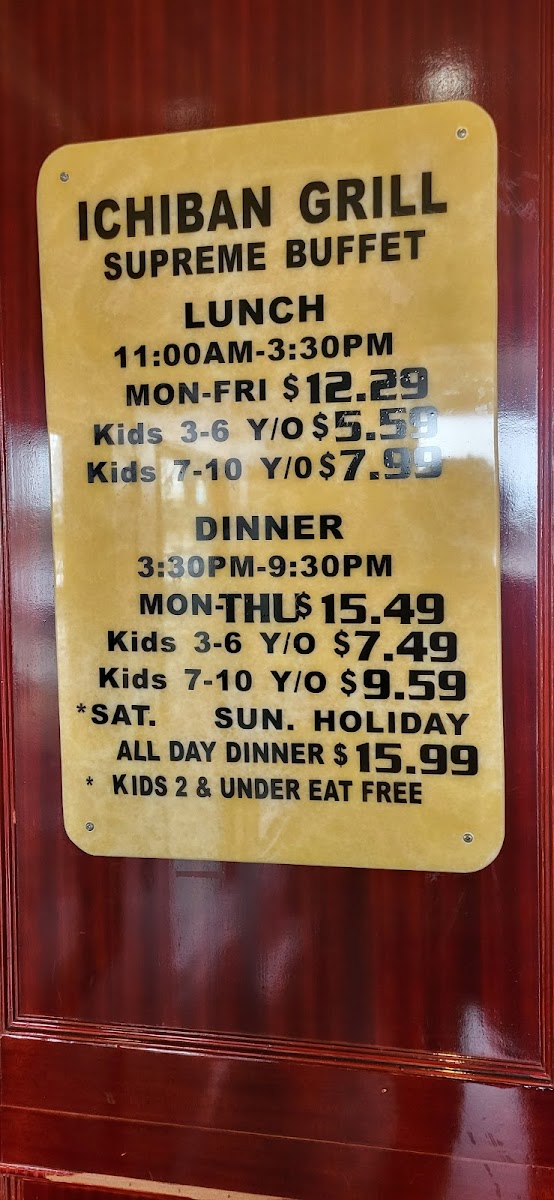 ICHIBAN GRILL
SUPREME BUFFET
LUNCH
11:00AM-3:30PM
MON-FRI $12.29
Kids 3-6 Y/O $5.59
Kids 7-10 Y/O $7.99
DINNER
3:30PM-9:30PM
MON-THU $15.49
Kids 3-6 Y/O $7.49
Kids 7-10 Y/O $9.59
*SAT. SUN. HOLIDAY
ALL DAY DINNER $15.99
* KIDS 2 & UNDER EAT FREE